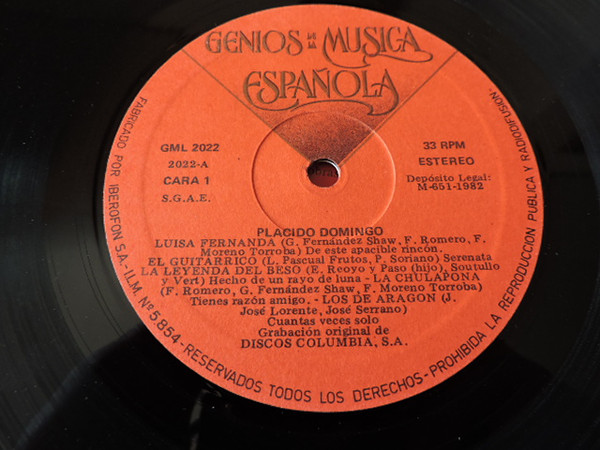 GENIOS DE LA MUSICA
ESPAÑOLA
GML 2022
2022-A
CARA 1
S.G.A.E.
33 RPM
ESTEREO
Depósito Legal:
M-651-1982
PLACIDO DOMINGO
LUISA FERNANDA (G. Fernández Shaw, F. Romero, F.
Moreno Torroba) De este apacible rincón.
EL GUITARRICO (L. Pascual Frutos, P. Soriano) Serenata
LA LEYENDA DEL BESO (E. Reoyo y Paso (hijo), Soutullo
y Vert) Hecho de un rayo de luna - LA CHULAPONA
(F. Romero, G. Fernández Shaw, F. Moreno Torroba)
Tienes razón amigo. - LOS DE ARAGON (J.
José Lorente, José Serrano)
Cuantas veces solo
Grabación original de
DISCOS COLUMBIA, S.A.
FABRICADO POR IBEROFON S.A.-I.L.M. Nº 5.854.-RESERVADOS TODOS LOS DERECHOS-PROHIBIDA LA REPRODUCCION PUBLICA Y RADIODIFUSION.